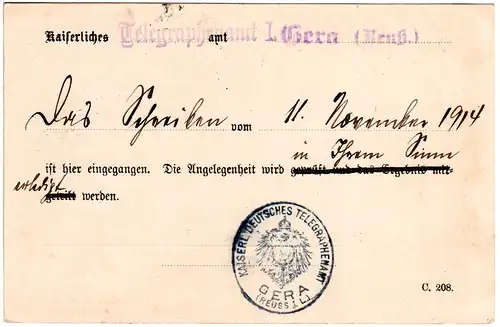 Kaiserliches Telegraphenamt I. amt Gera (Reuß.)
Das Schreiben vom 11. November 1914
in Ihrem Sinn
ist hier eingegangen. Die Angelegenheit wird geprüft und das Ergebnis mit-
erledigt
geteilt werden.
KAISERL. DEUTSCHES TELEGRAPHENAMT
GERA
(REUSS J. L.)
C. 208.